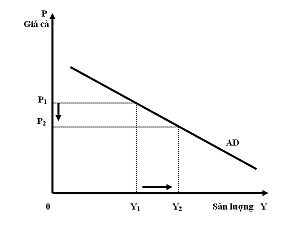 P
Giá cả
P1
P2
AD
0
Y1
Y2
Sản lượng Y